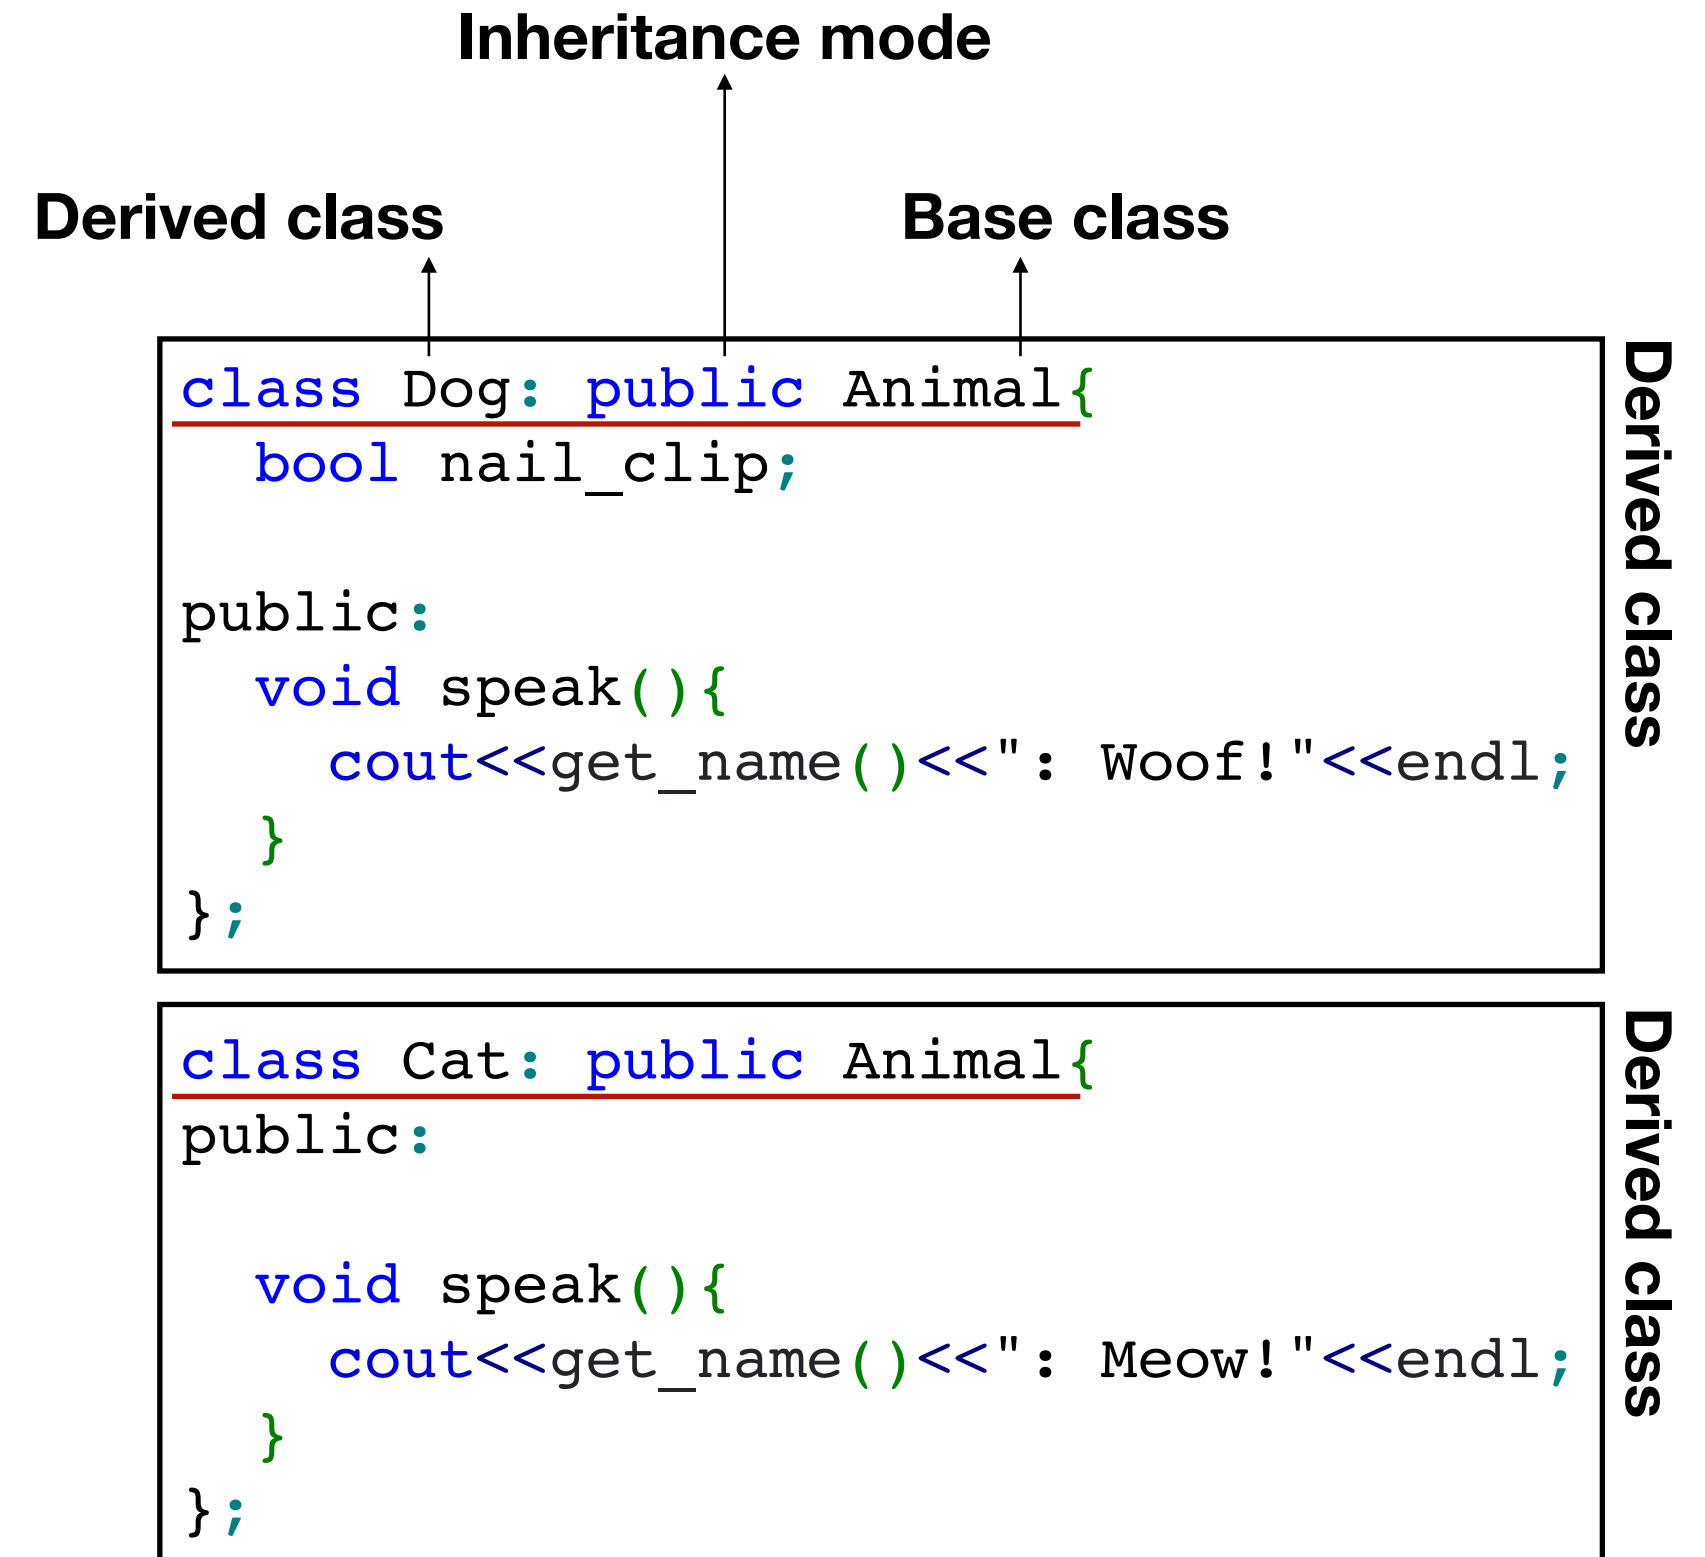 Inheritance mode
Derived class
Base class
class Dog: public Animal{
bool nail_clip;
public:
void speak(){
cout<<get_name()<<": Woof!"<<endl;
}
};
Derived class
class Cat: public Animal{
public:
void speak(){
cout<<get_name()<<": Meow!"<<endl;
}
};
Derived class